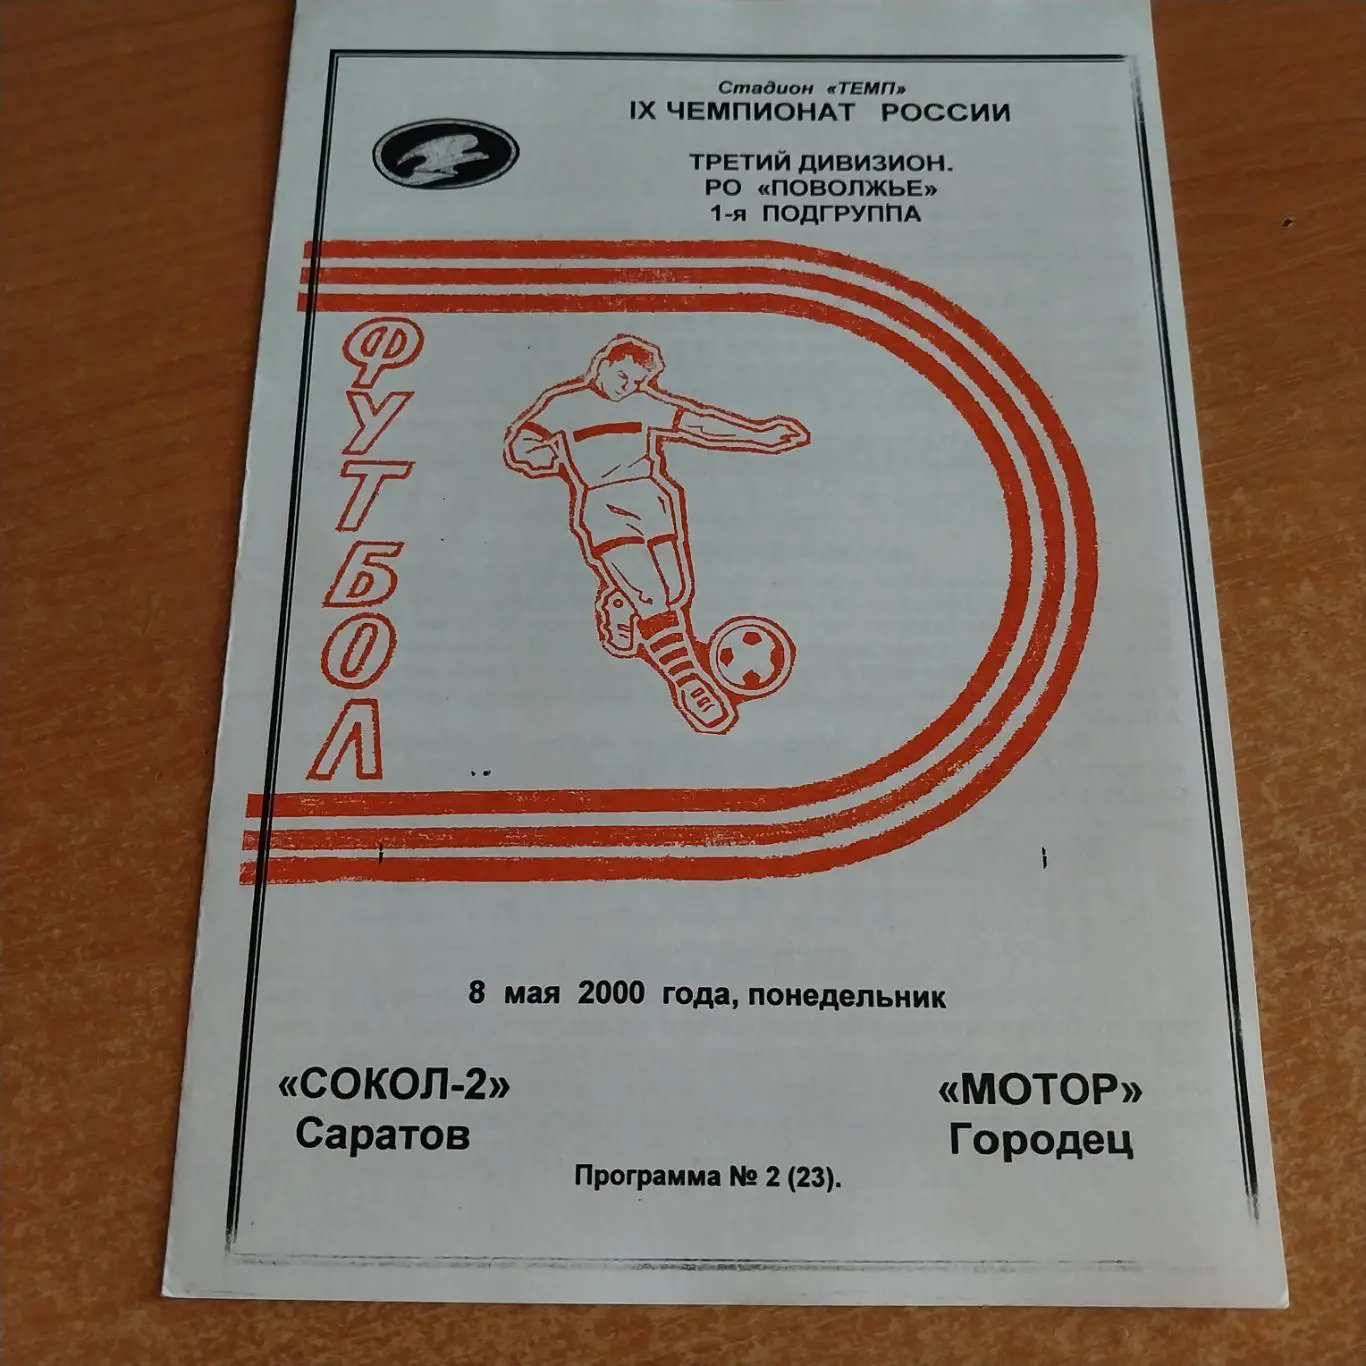 Стадион «ТЕМП»
IX ЧЕМПИОНАТ РОССИИ
ТРЕТИЙ ДИВИЗИОН.
РО «ПОВОЛЖЬЕ»
1-я ПОДГРУППА
ФУТБОЛ
8 мая 2000 года, понедельник
«СОКОЛ-2»
Саратов
«МОТОР»
Городец
Программа № 2 (23).